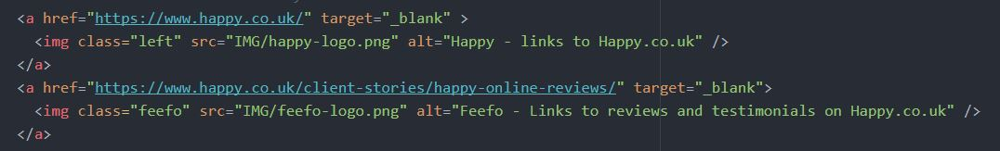 <a href="https://www.happy.co.uk/" target="_blank" >
<img class="left" src="IMG/happy-logo.png" alt="Happy - links to Happy.co.uk" />
</a>
<a href="https://www.happy.co.uk/client-stories/happy-online-reviews/" target="_blank">
<img class="feefo" src="IMG/feefo-logo.png" alt="Feefo - Links to reviews and testimonials on Happy.co.uk" />
</a>